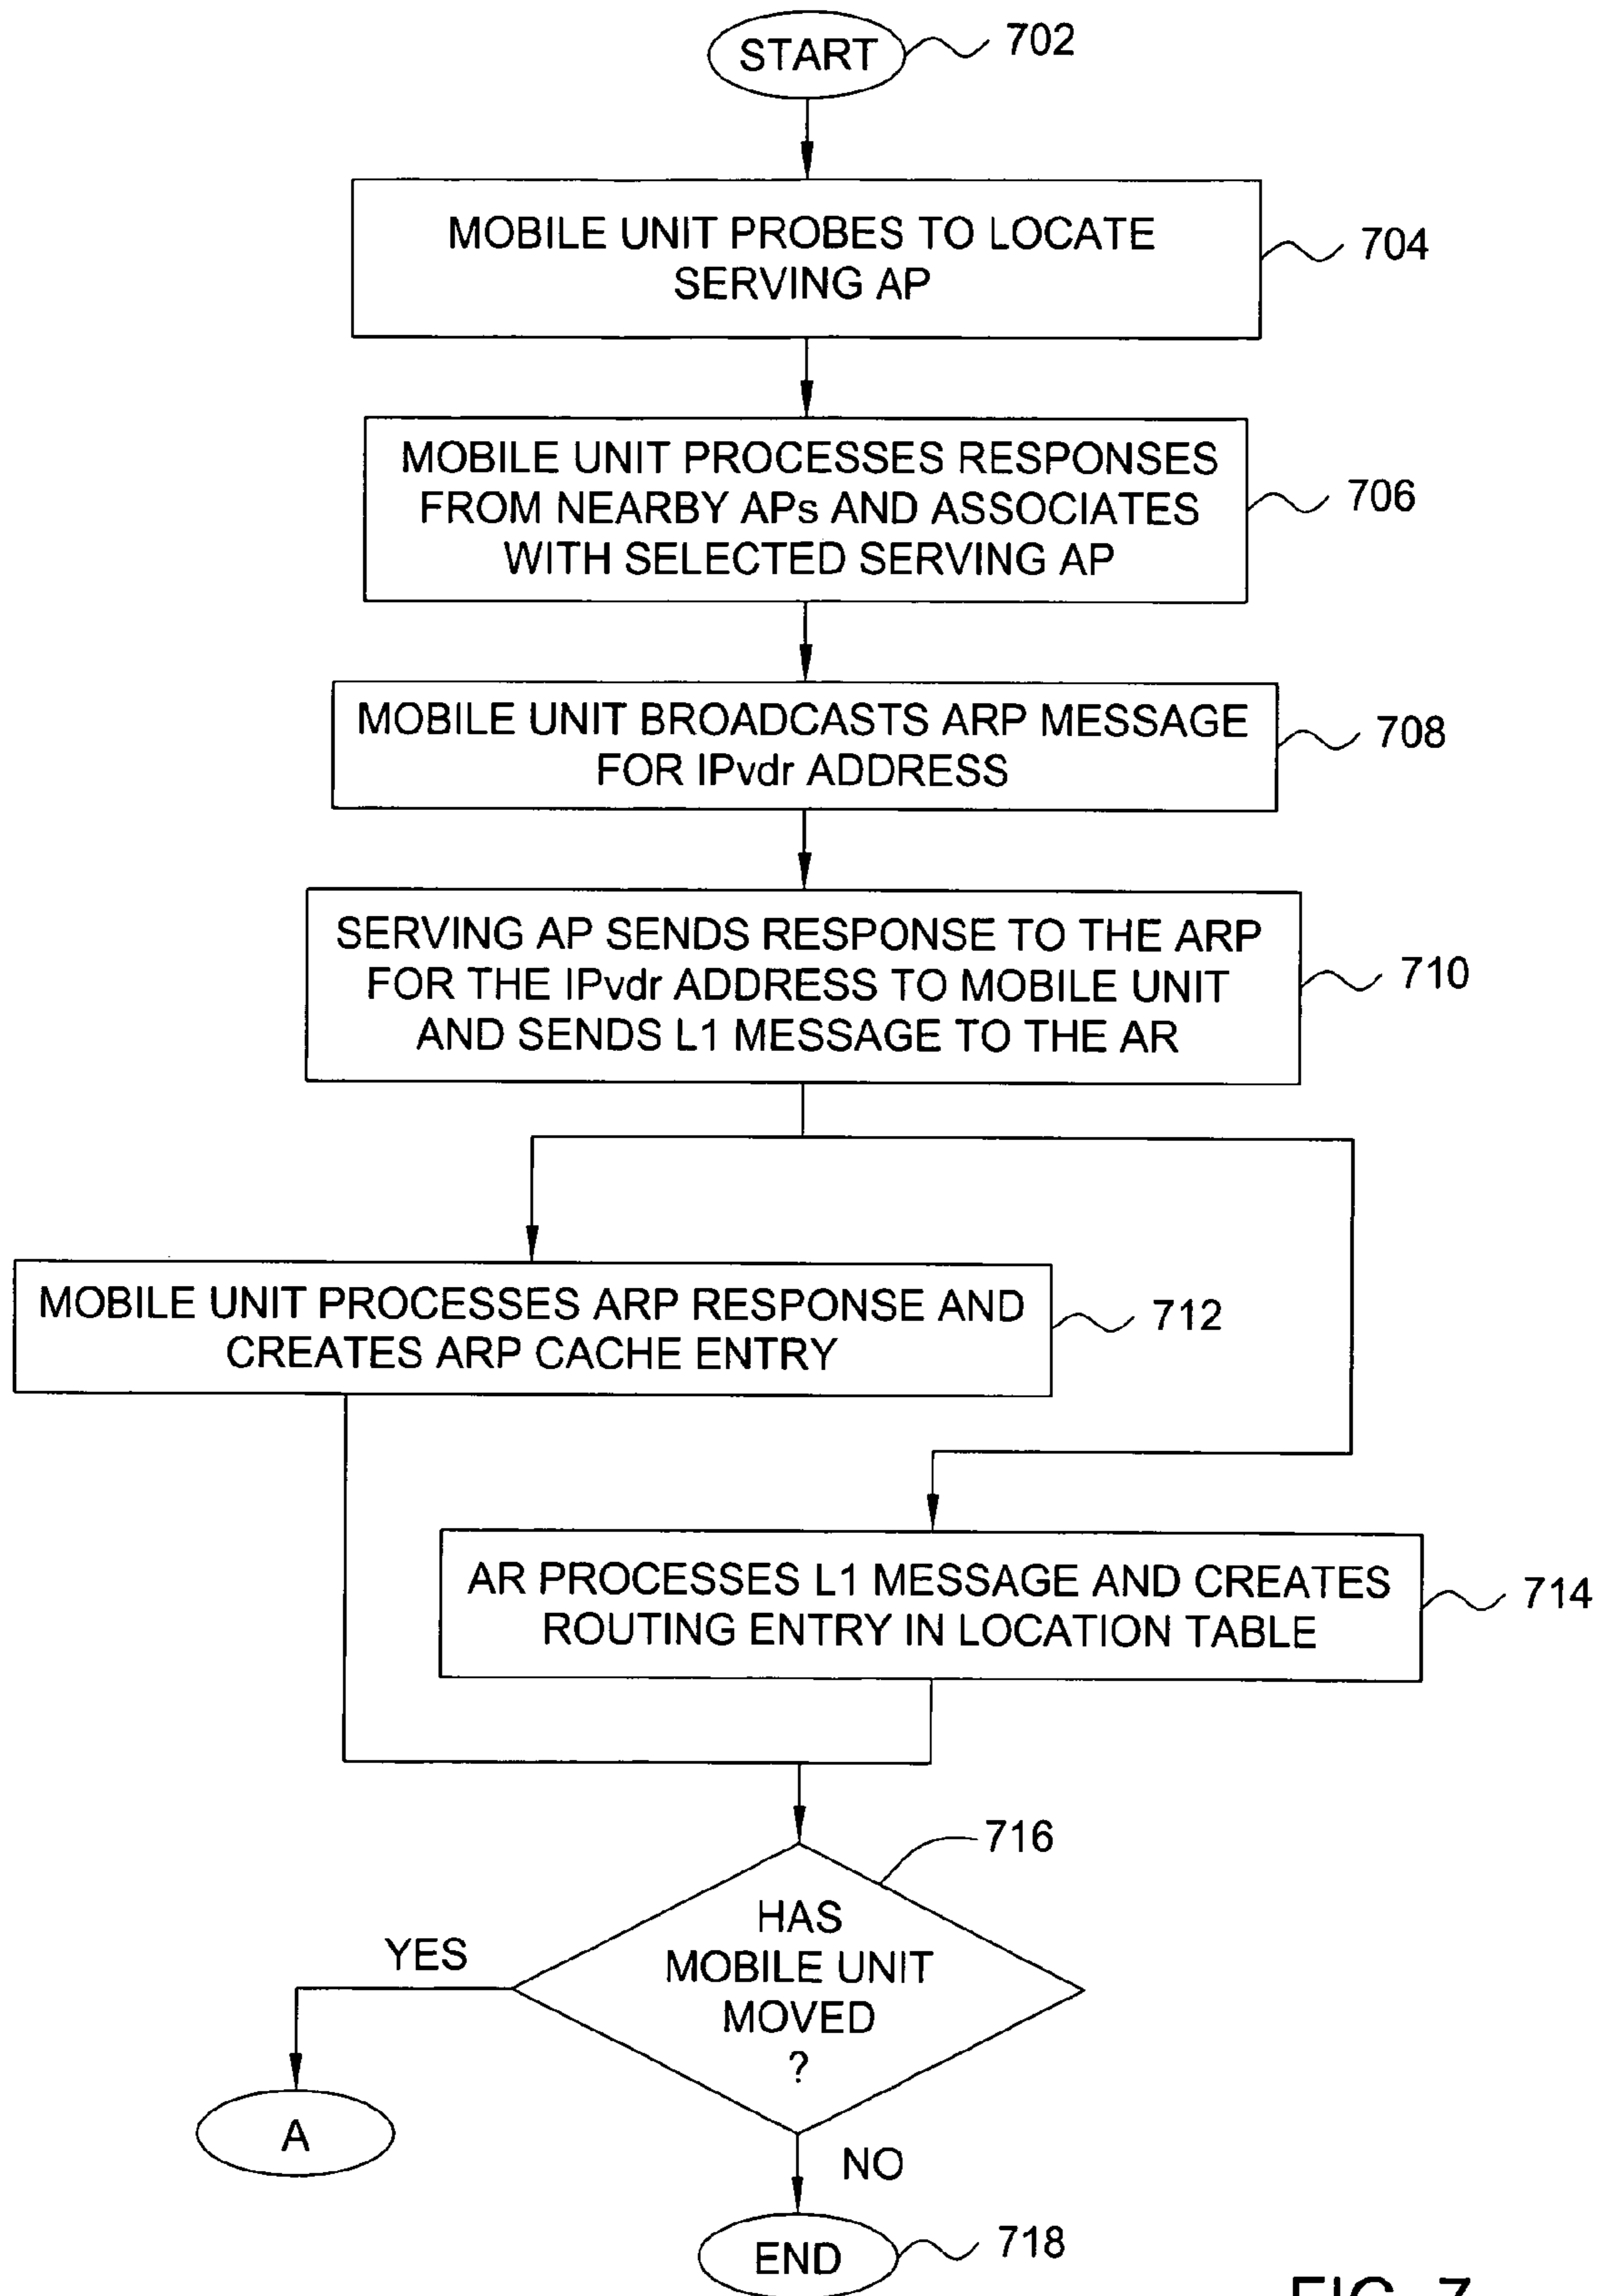 START
702
MOBILE UNIT PROBES TO LOCATE
SERVING AP
704
MOBILE UNIT PROCESSES RESPONSES
FROM NEARBY APs AND ASSOCIATES
WITH SELECTED SERVING AP
706
MOBILE UNIT BROADCASTS ARP MESSAGE
FOR IPvdr ADDRESS
708
SERVING AP SENDS RESPONSE TO THE ARP
FOR THE IPvdr ADDRESS TO MOBILE UNIT
AND SENDS L1 MESSAGE TO THE AR
710
MOBILE UNIT PROCESSES ARP RESPONSE AND
CREATES ARP CACHE ENTRY
712
AR PROCESSES L1 MESSAGE AND CREATES
ROUTING ENTRY IN LOCATION TABLE
714
716
HAS
MOBILE UNIT
MOVED
?
YES
A
NO
END
718
FIG. 7